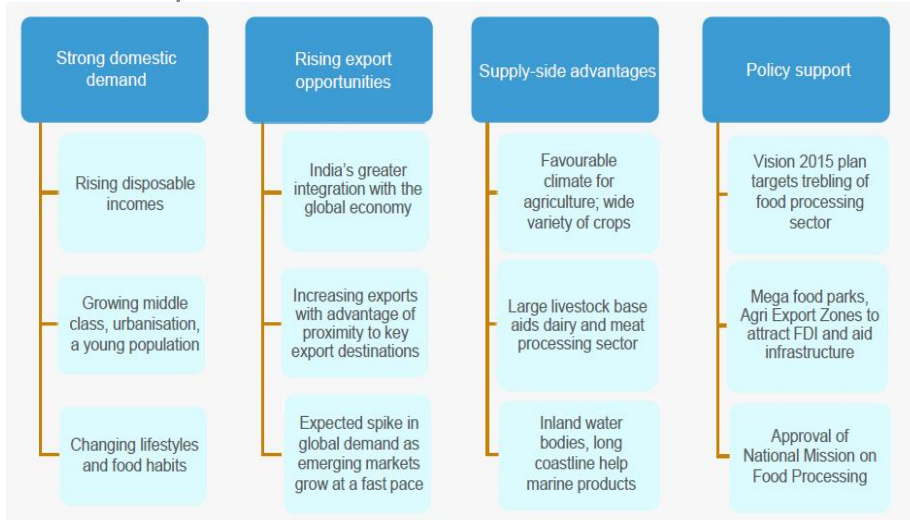 Strong domestic
demand
Rising disposable
incomes
Growing middle
class, urbanisation,
a young population
Changing lifestyles
and food habits
Rising export
opportunities
India's greater
integration with the
global economy
Increasing exports
with advantage of
proximity to key
export destinations
Expected spike in
global demand as
emerging markets
grow at a fast pace
Supply-side advantages
Favourable
climate for
agriculture; wide
variety of crops
Large livestock base
aids dairy and meat
processing sector
Inland water
bodies, long
coastline help
marine products
Policy support
Vision 2015 plan
targets trebling of
food processing
sector
Mega food parks,
Agri Export Zones to
attract FDI and aid
infrastructure
Approval of
National Mission on
Food Processing